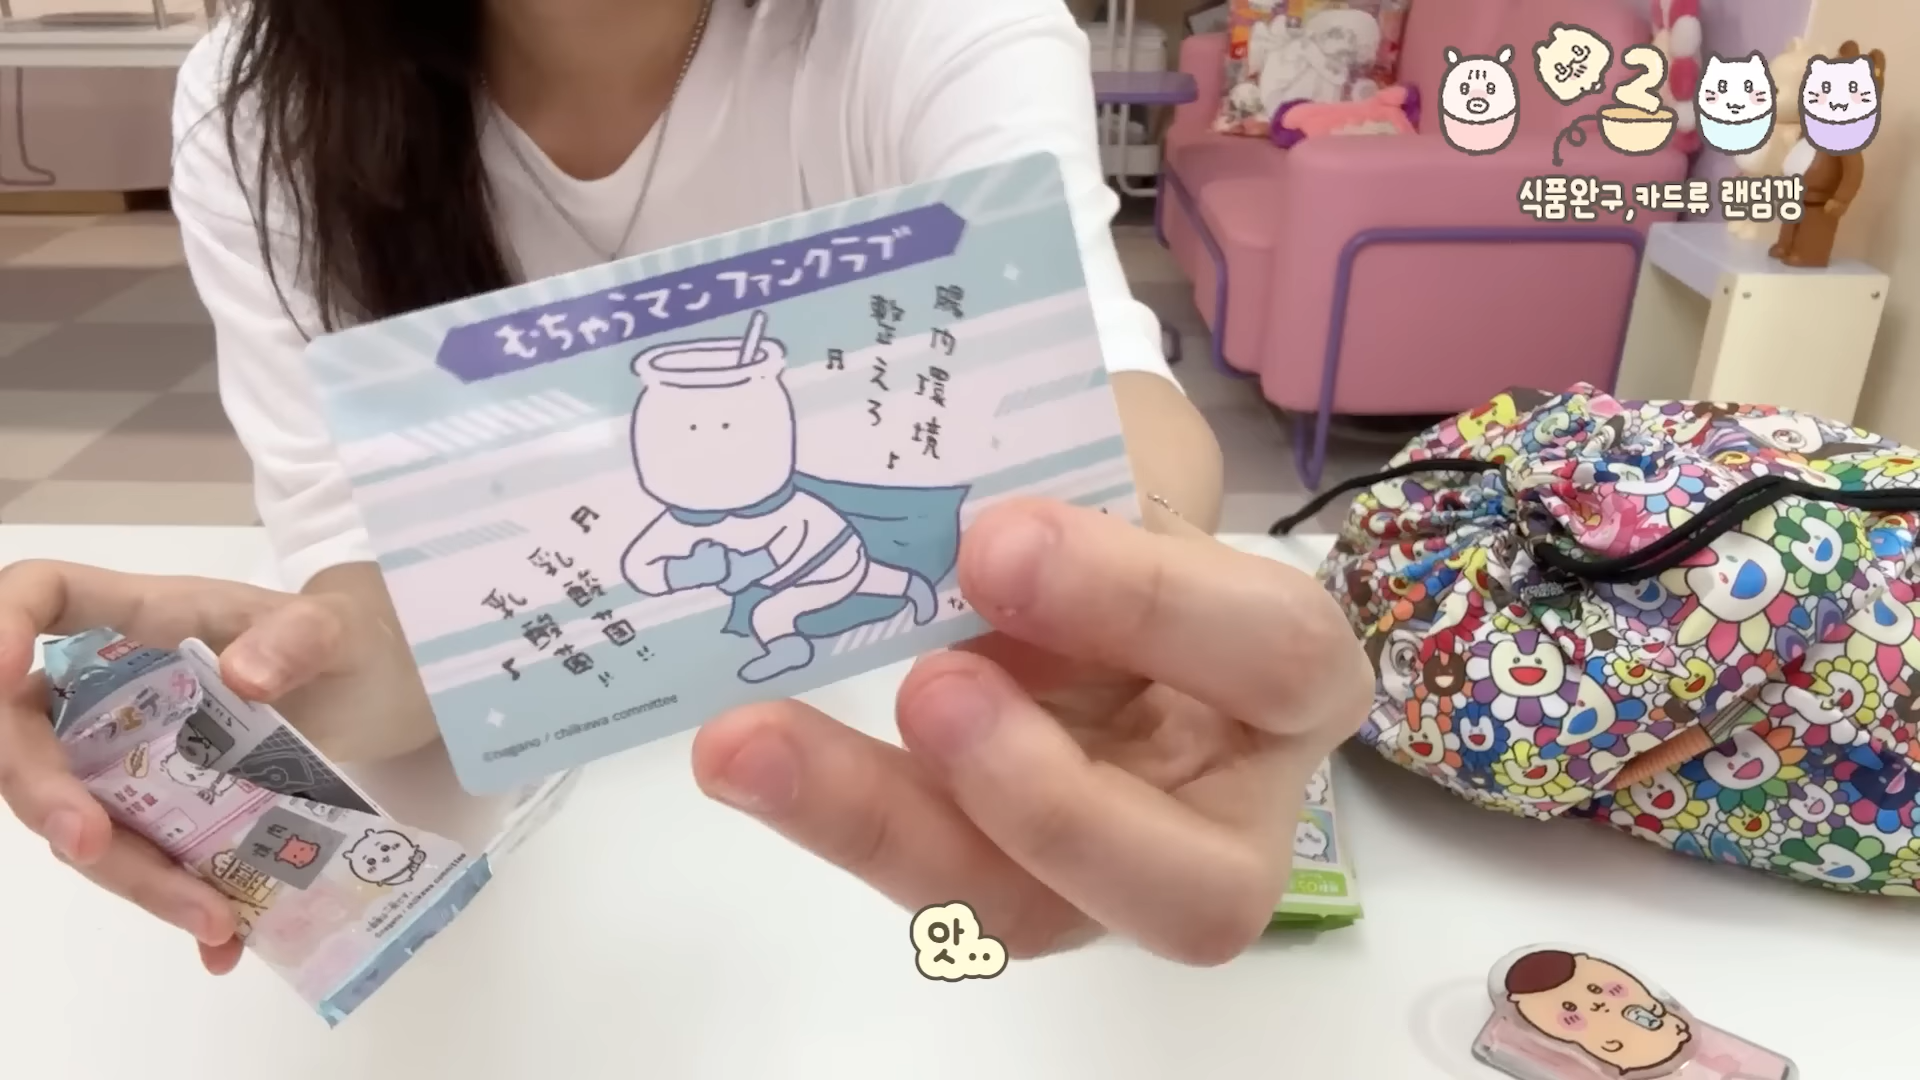 2
식품완구,카드류 랜덤깡
むちゃうマンファンクラブ
腸内環境
整えろ
乳酸菌!!
乳酸菌!!
©nagano / chiikawa committee
앗..